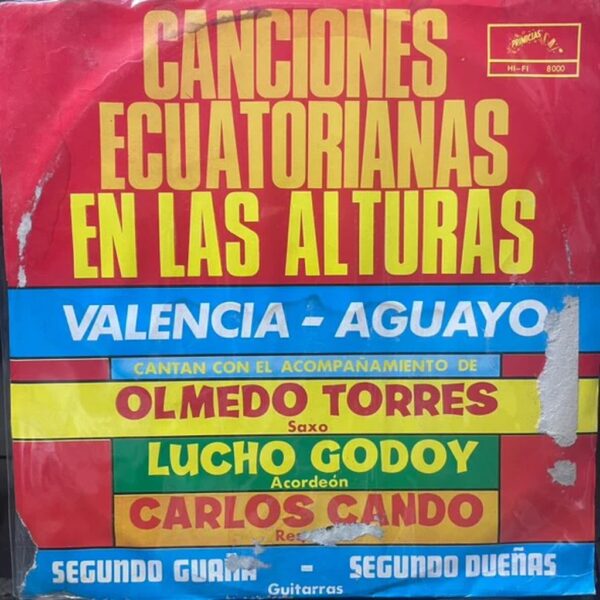 PRIMICIAS
HI-FI 8000
CANCIONES
ECUATORIANAS
EN LAS ALTURAS
VALENCIA - AGUAYO
CANTAN CON EL ACOMPAÑAMIENTO DE
OLMEDO TORRES
Saxo
LUCHO GODOY
Acordeón
CARLOS CANDO
SEGUNDO GUAÑA - SEGUNDO DUEÑAS
Guitarras